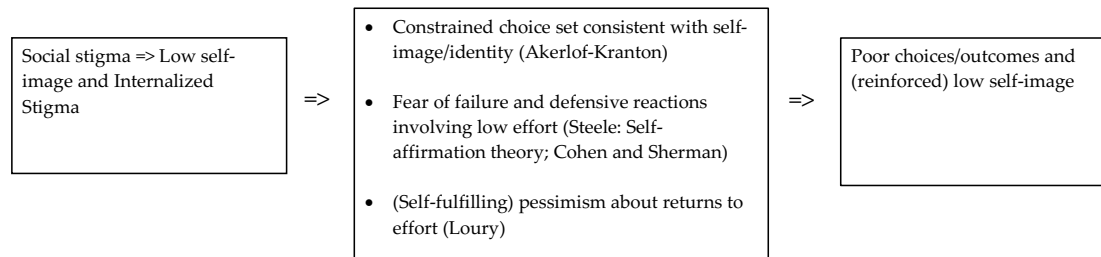 Social stigma => Low self-
image and Internalized
Stigma
=>
• Constrained choice set consistent with self-
image/identity (Akerlof-Kranton)
• Fear of failure and defensive reactions
involving low effort (Steele: Self-
affirmation theory; Cohen and Sherman)
• (Self-fulfilling) pessimism about returns to
effort (Loury)
=>
Poor choices/outcomes and
(reinforced) low self-image